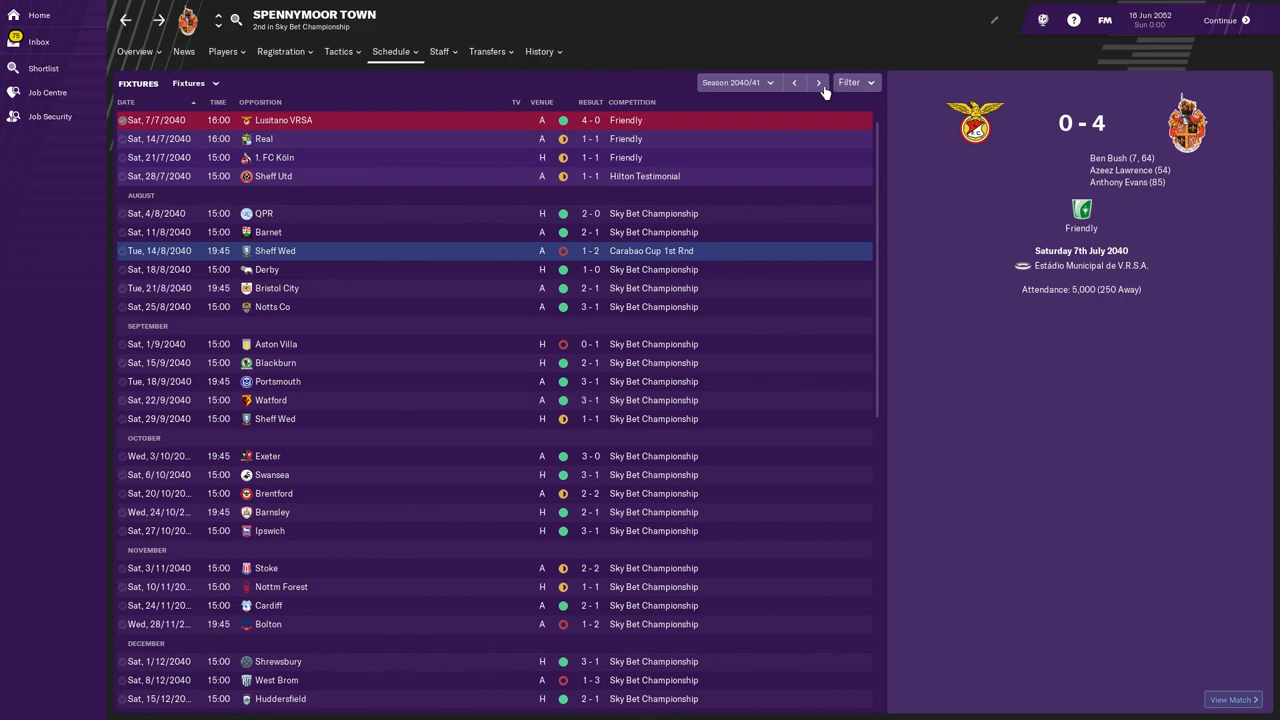 SPENNYMOOR TOWN
2nd in Sky Bet Championship
16 Jun 2052
Sun 0:00
Continue
FM
?
Home
75
Inbox
Shortlist
Job Centre
Job Security
Overview News Players Registration Tactics Schedule Staff Transfers History
FIXTURES Fixtures Season 2040/41 Filter
DATE TIME OPPOSITION TV VENUE RESULT COMPETITION
Sat, 7/7/2040 16:00 Lusitano VRSA A 4 - 0 Friendly
Sat, 14/7/2040 16:00 Real A 1 - 1 Friendly
Sat, 21/7/2040 15:00 1. FC Köln H 1 - 1 Friendly
Sat, 28/7/2040 15:00 Sheff Utd A 1 - 1 Hilton Testimonial
AUGUST
Sat, 4/8/2040 15:00 QPR H 2 - 0 Sky Bet Championship
Sat, 11/8/2040 15:00 Barnet A 2 - 1 Sky Bet Championship
Tue, 14/8/2040 19:45 Sheff Wed A 1 - 2 Carabao Cup 1st Rnd
Sat, 18/8/2040 15:00 Derby H 1 - 0 Sky Bet Championship
Tue, 21/8/2040 19:45 Bristol City A 2 - 1 Sky Bet Championship
Sat, 25/8/2040 15:00 Notts Co A 3 - 1 Sky Bet Championship
SEPTEMBER
Sat, 1/9/2040 15:00 Aston Villa H 0 - 1 Sky Bet Championship
Sat, 15/9/2040 15:00 Blackburn H 2 - 1 Sky Bet Championship
Tue, 18/9/2040 19:45 Portsmouth A 3 - 1 Sky Bet Championship
Sat, 22/9/2040 15:00 Watford A 3 - 1 Sky Bet Championship
Sat, 29/9/2040 15:00 Sheff Wed H 1 - 1 Sky Bet Championship
OCTOBER
Wed, 3/10/20... 19:45 Exeter A 3 - 0 Sky Bet Championship
Sat, 6/10/2040 15:00 Swansea H 3 - 1 Sky Bet Championship
Sat, 20/10/20... 15:00 Brentford A 2 - 2 Sky Bet Championship
Wed, 24/10/2... 19:45 Barnsley H 2 - 1 Sky Bet Championship
Sat, 27/10/20... 15:00 Ipswich H 3 - 1 Sky Bet Championship
NOVEMBER
Sat, 3/11/2040 15:00 Stoke A 2 - 2 Sky Bet Championship
Sat, 10/11/20... 15:00 Nottm Forest H 1 - 1 Sky Bet Championship
Sat, 24/11/20... 15:00 Cardiff A 2 - 1 Sky Bet Championship
Wed, 28/11/2... 19:45 Bolton A 1 - 2 Sky Bet Championship
DECEMBER
Sat, 1/12/2040 15:00 Shrewsbury H 3 - 1 Sky Bet Championship
Sat, 8/12/2040 15:00 West Brom A 1 - 3 Sky Bet Championship
Sat, 15/12/20... 15:00 Huddersfield H 2 - 1 Sky Bet Championship
0 - 4
Ben Bush (7, 64)
Azeez Lawrence (54)
Anthony Evans (85)
Friendly
Saturday 7th July 2040
Estádio Municipal de V.R.S.A.
Attendance: 5,000 (250 Away)
View Match